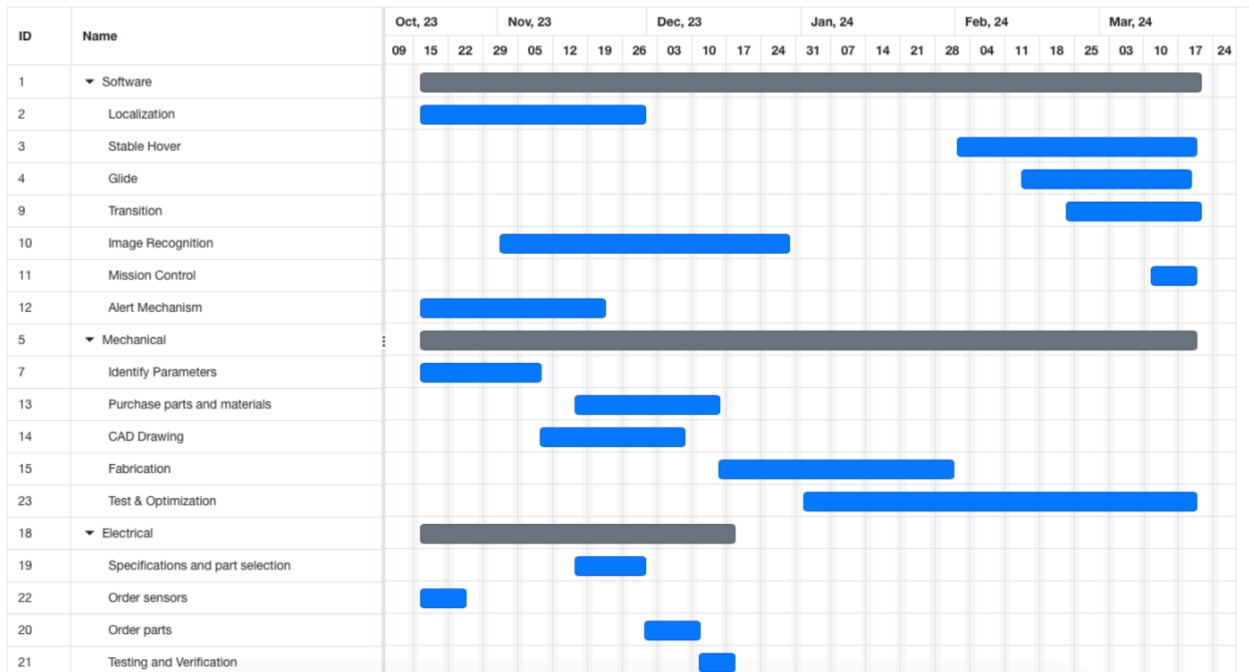 Oct, 23 Nov, 23 Dec, 23 Jan, 24 Feb, 24 Mar, 24
ID Name
09 15 22 29 05 12 19 26 03 10 17 24 31 07 14 21 28 04 11 18 25 03 10 17 24
1 Software
2 Localization
3 Stable Hover
4 Glide
9 Transition
10 Image Recognition
11 Mission Control
12 Alert Mechanism
5 Mechanical
7 Identify Parameters
13 Purchase parts and materials
14 CAD Drawing
15 Fabrication
23 Test & Optimization
18 Electrical
19 Specifications and part selection
22 Order sensors
20 Order parts
21 Testing and Verification